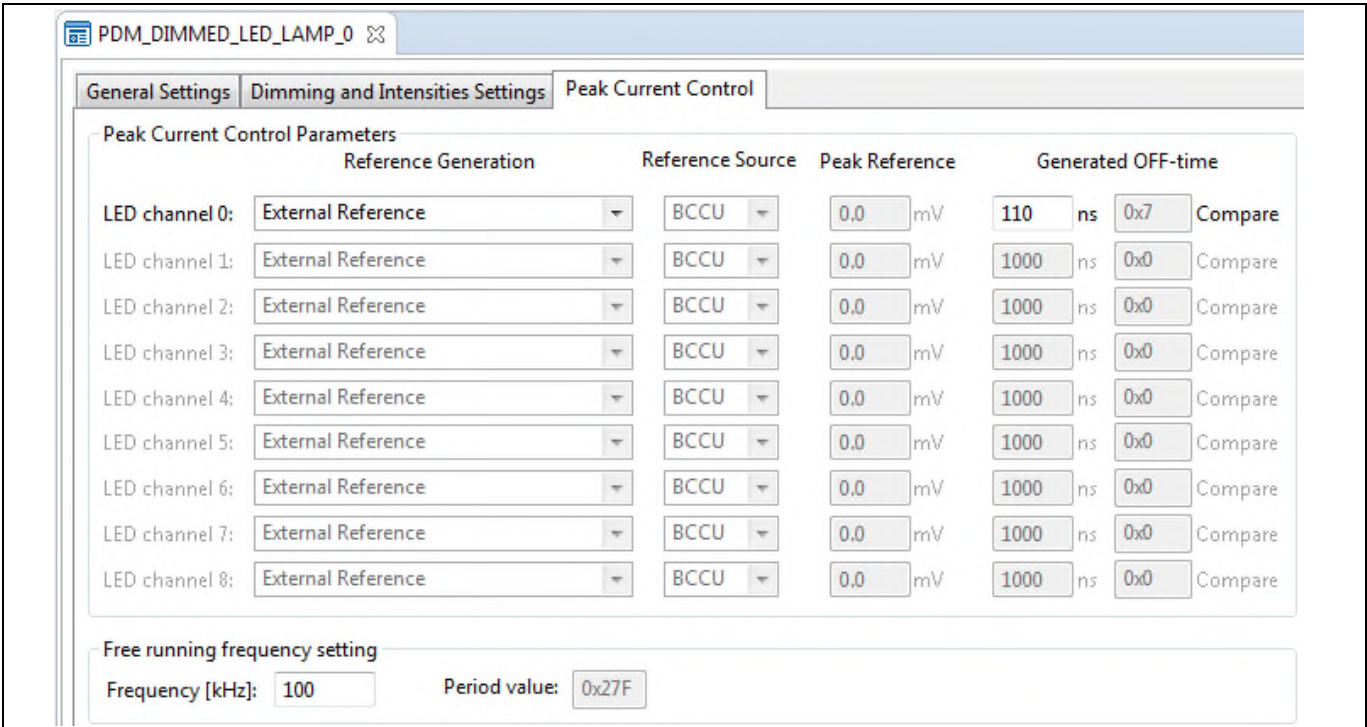 PDM_DIMMED_LED_LAMP_0
General Settings Dimming and Intensities Settings Peak Current Control
Peak Current Control Parameters
Reference Generation Reference Source Peak Reference Generated OFF-time
LED channel 0: External Reference BCCU 0.0 mV 110 ns 0x7 Compare
LED channel 1: External Reference BCCU 0.0 mV 1000 ns 0x0 Compare
LED channel 2: External Reference BCCU 0.0 mV 1000 ns 0x0 Compare
LED channel 3: External Reference BCCU 0.0 mV 1000 ns 0x0 Compare
LED channel 4: External Reference BCCU 0.0 mV 1000 ns 0x0 Compare
LED channel 5: External Reference BCCU 0.0 mV 1000 ns 0x0 Compare
LED channel 6: External Reference BCCU 0.0 mV 1000 ns 0x0 Compare
LED channel 7: External Reference BCCU 0.0 mV 1000 ns 0x0 Compare
LED channel 8: External Reference BCCU 0.0 mV 1000 ns 0x0 Compare
Free running frequency setting
Frequency [kHz]: 100 Period value: 0x27F